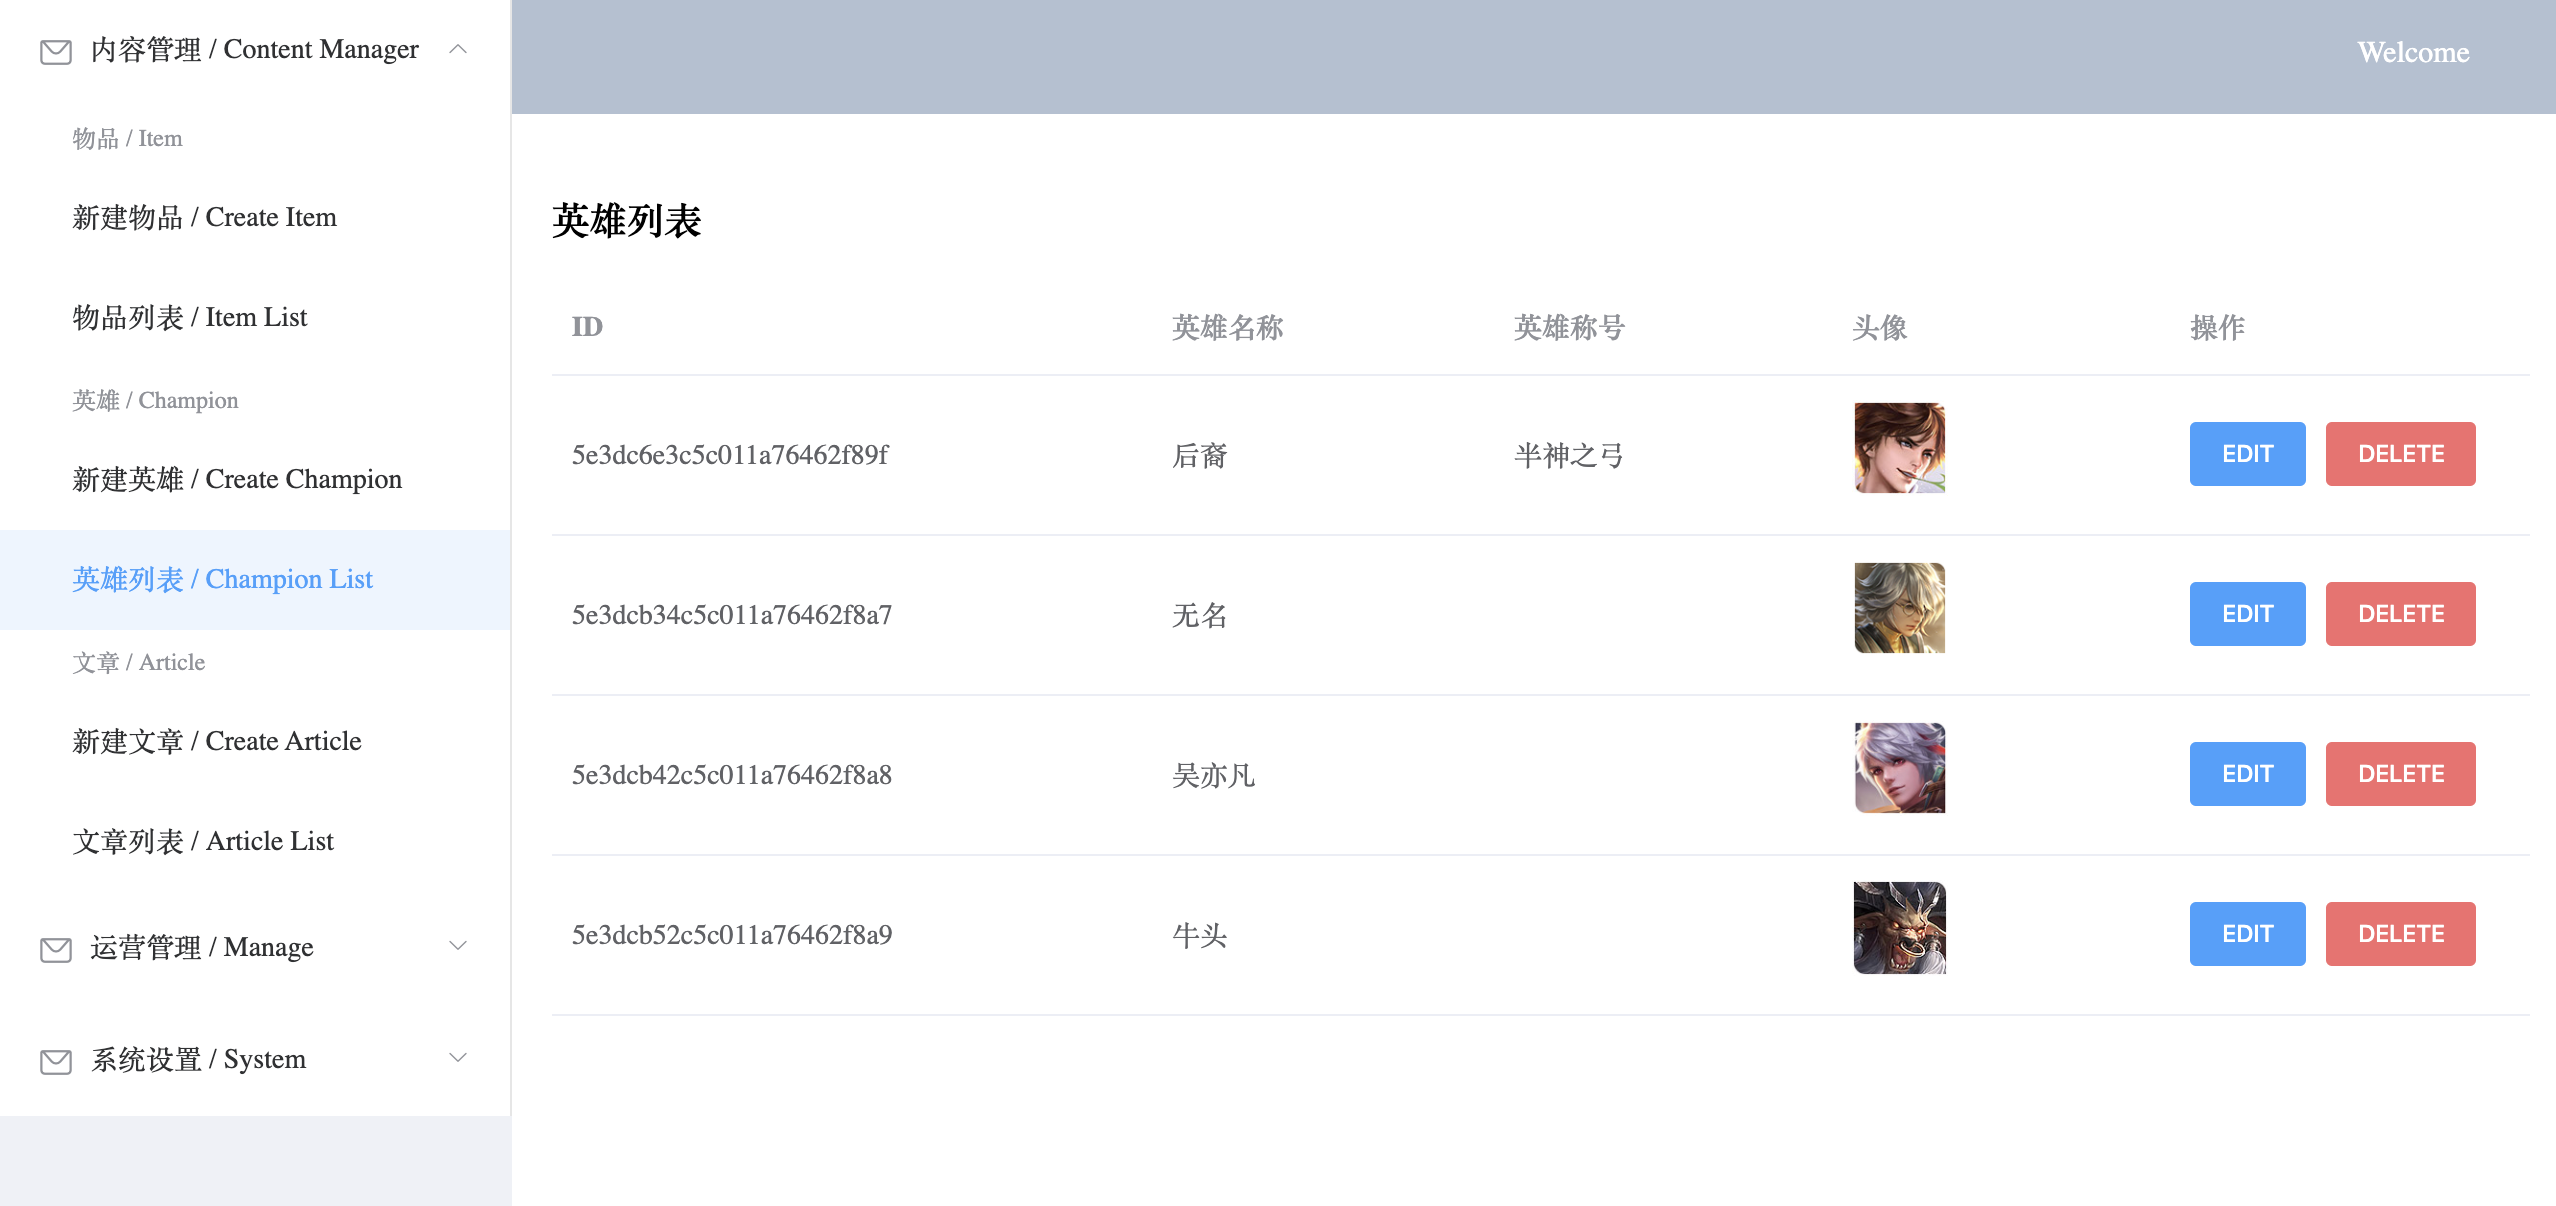 内容管理 / Content Manager
物品 / Item
新建物品 / Create Item
物品列表 / Item List
英雄 / Champion
新建英雄 / Create Champion
英雄列表 / Champion List
文章 / Article
新建文章 / Create Article
文章列表 / Article List
运营管理 / Manage
系统设置 / System
Welcome
英雄列表
ID 英雄名称 英雄称号 头像 操作
5e3dc6e3c5c011a76462f89f 后裔 半神之弓 EDIT DELETE
5e3dcb34c5c011a76462f8a7 无名 EDIT DELETE
5e3dcb42c5c011a76462f8a8 吴亦凡 EDIT DELETE
5e3dcb52c5c011a76462f8a9 牛头 EDIT DELETE